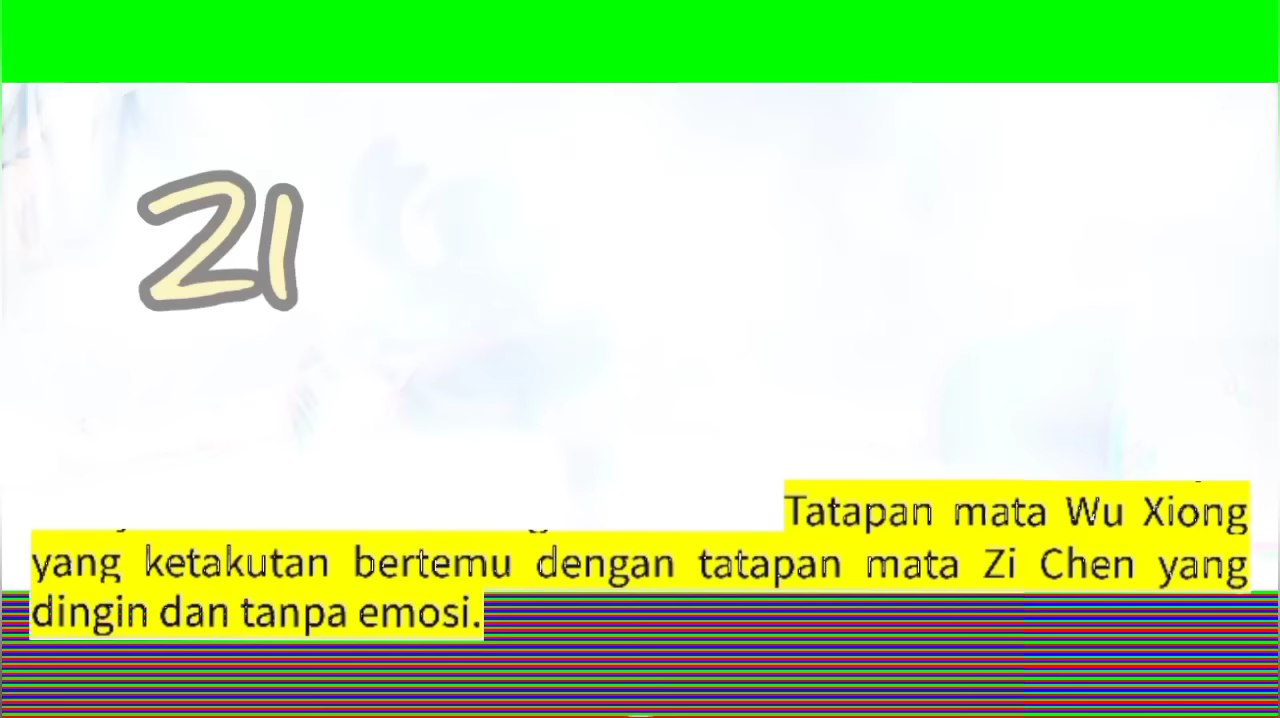 ZI
Tatapan mata Wu Xiong
yang ketakutan bertemu dengan tatapan mata Zi Chen yang
dingin dan tanpa emosi.